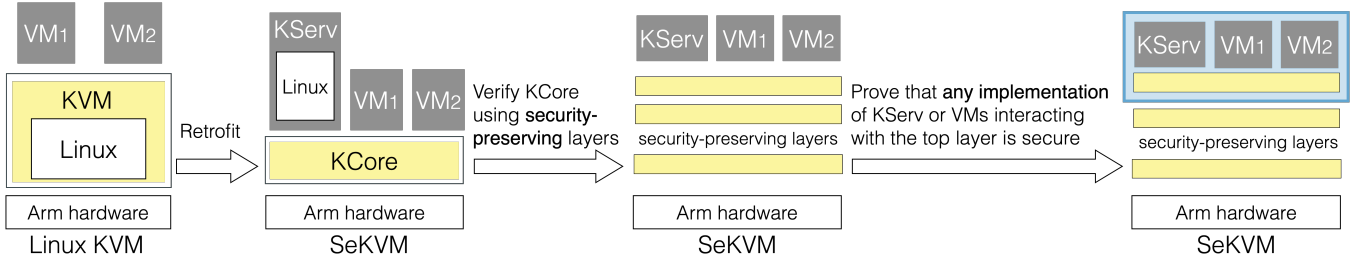 VM1
VM2
KVM
Linux
Arm hardware
Linux KVM
Retrofit
KServ
Linux
VM1
VM2
KCore
Arm hardware
SeKVM
Verify KCore
using security-
preserving layers
KServ
VM1
VM2
security-preserving layers
Arm hardware
SeKVM
Prove that any implementation
of KServ or VMs interacting
with the top layer is secure
KServ
VM1
VM2
security-preserving layers
Arm hardware
SeKVM